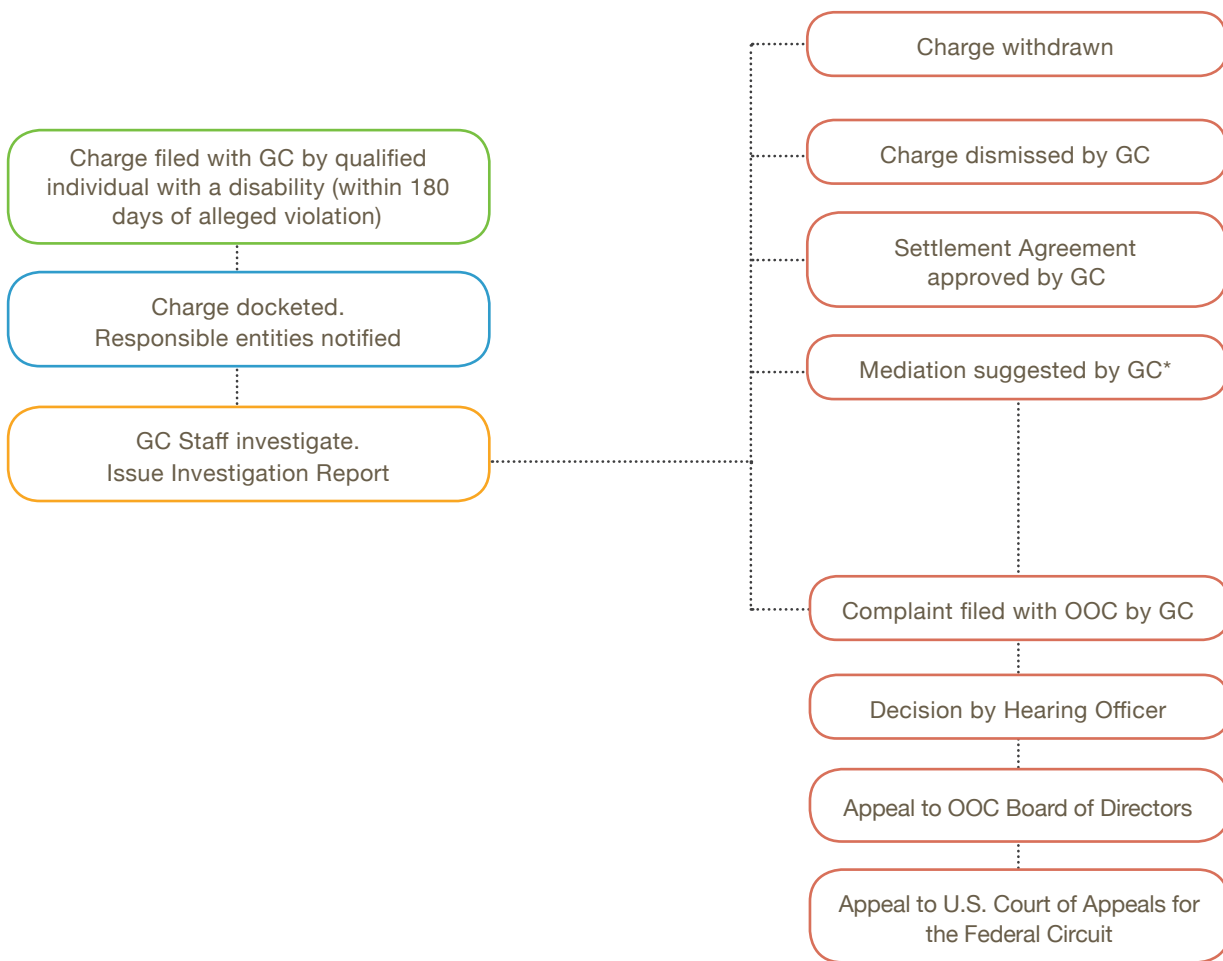 Charge filed with GC by qualified
individual with a disability (within 180
days of alleged violation)
Charge docketed.
Responsible entities notified
GC Staff investigate.
Issue Investigation Report
Charge withdrawn
Charge dismissed by GC
Settlement Agreement
approved by GC
Mediation suggested by GC*
Complaint filed with OOC by GC
Decision by Hearing Officer
Appeal to OOC Board of Directors
Appeal to U.S. Court of Appeals for
the Federal Circuit